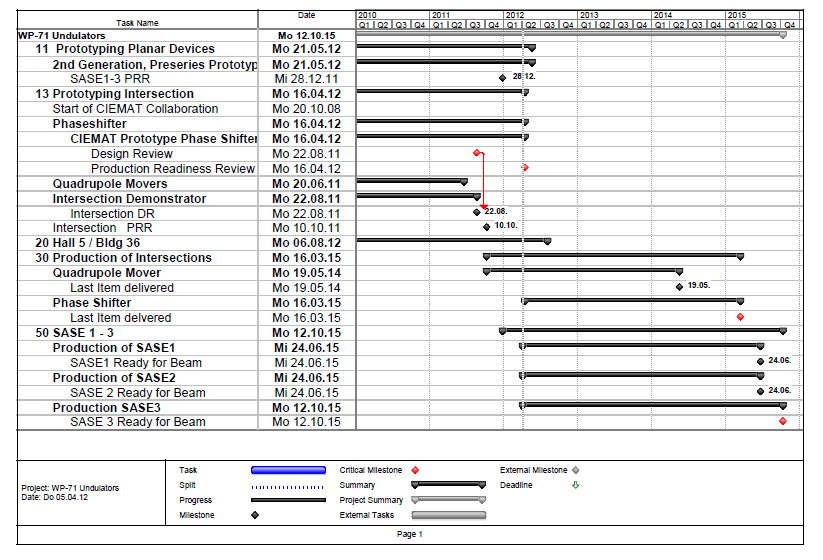 Task Name Date 2010 2011 2012 2013 2014 2015
Q1 Q2 Q3 Q4 Q1 Q2 Q3 Q4 Q1 Q2 Q3 Q4 Q1 Q2 Q3 Q4 Q1 Q2 Q3 Q4 Q1 Q2 Q3 Q4
WP-71 Undulators Mo 12.10.15
11 Prototyping Planar Devices Mo 21.05.12
2nd Generation, Preseries Prototyp Mo 21.05.12
SASE1-3 PRR Mi 28.12.11 28.12.
13 Prototyping Intersection Mo 16.04.12
Start of CIEMAT Collaboration Mo 20.10.08
Phaseshifter Mo 16.04.12
CIEMAT Prototype Phase Shifter Mo 16.04.12
Design Review Mo 22.08.11
Production Readiness Review Mo 16.04.12
Quadrupole Movers Mo 20.06.11
Intersection Demonstrator Mo 22.08.11
Intersection DR Mo 22.08.11 22.08.
Intersection PRR Mo 10.10.11 10.10.
20 Hall 5 / Bldg 36 Mo 06.08.12
30 Production of Intersections Mo 16.03.15
Quadrupole Mover Mo 19.05.14
Last Item delivered Mo 19.05.14 19.05.
Phase Shifter Mo 16.03.15
Last Item delvered Mo 16.03.15
50 SASE 1 - 3 Mo 12.10.15
Production of SASE1 Mi 24.06.15
SASE1 Ready for Beam Mi 24.06.15 24.06.
Production of SASE2 Mi 24.06.15
SASE 2 Ready for Beam Mi 24.06.15 24.06.
Production SASE3 Mo 12.10.15
SASE 3 Ready for Beam Mo 12.10.15
Project: WP-71 Undulators
Date: Do 05.04.12
Task Critical Milestone External Milestone
Split Summary Deadline
Progress Project Summary
Milestone External Tasks
Page 1